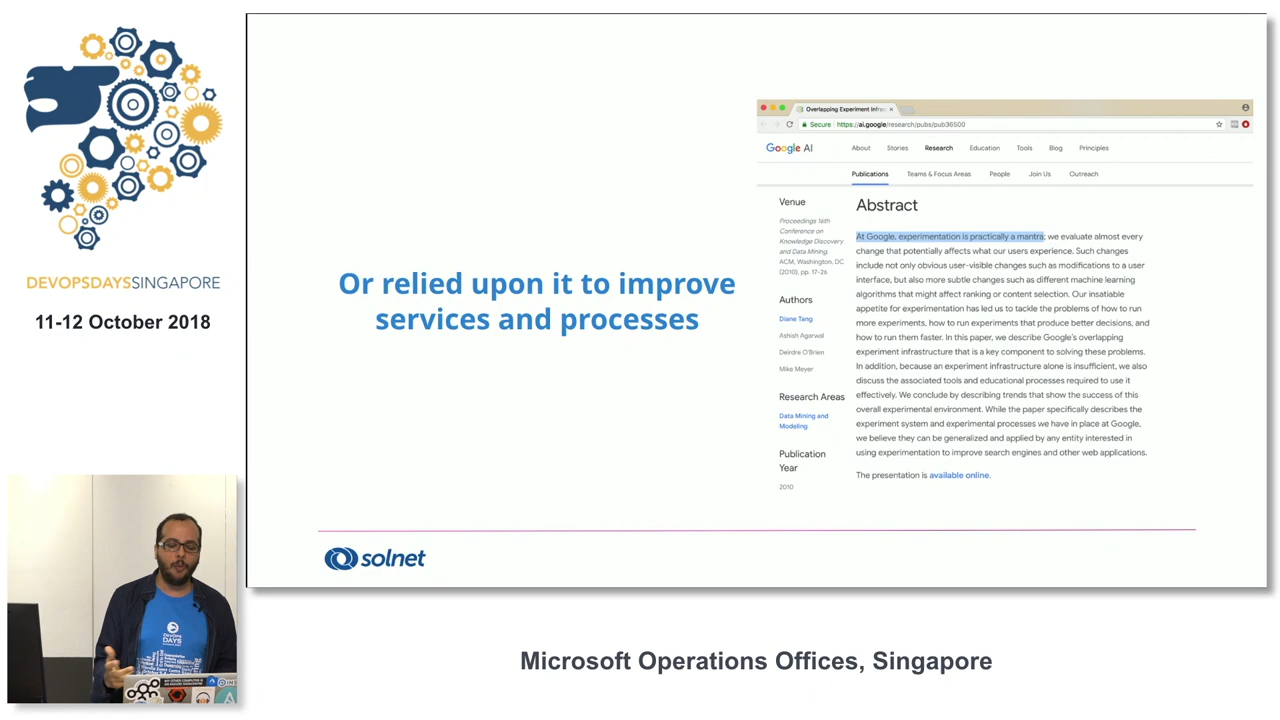 DEVOPSDAYSSINGAPORE
11-12 October 2018
Or relied upon it to improve
services and processes
Overlapping Experiment Infras
Secure https://ai.google/research/pubs/pub36500
Google AI About Stories Research Education Tools Blog Principles
Publications Teams & Focus Areas People Join Us Outreach
Venue
Proceedings 16th
Conference on
Knowledge Discovery
and Data Mining,
ACM, Washington, DC
(2010), pp. 17-26
Authors
Diane Tang
Ashish Agarwal
Deirdre O'Brien
Mike Meyer
Research Areas
Data Mining and
Modeling
Publication
Year
2010
Abstract
At Google, experimentation is practically a mantra; we evaluate almost every
change that potentially affects what our users experience. Such changes
include not only obvious user-visible changes such as modifications to a user
interface, but also more subtle changes such as different machine learning
algorithms that might affect ranking or content selection. Our insatiable
appetite for experimentation has led us to tackle the problems of how to run
more experiments, how to run experiments that produce better decisions, and
how to run them faster. In this paper, we describe Google's overlapping
experiment infrastructure that is a key component to solving these problems.
In addition, because an experiment infrastructure alone is insufficient, we also
discuss the associated tools and educational processes required to use it
effectively. We conclude by describing trends that show the success of this
overall experimental environment. While the paper specifically describes the
experiment system and experimental processes we have in place at Google,
we believe they can be generalized and applied by any entity interested in
using experimentation to improve search engines and other web applications.
The presentation is available online.
solnet
DEVOPS
DAYS
Microsoft Operations Offices, Singapore